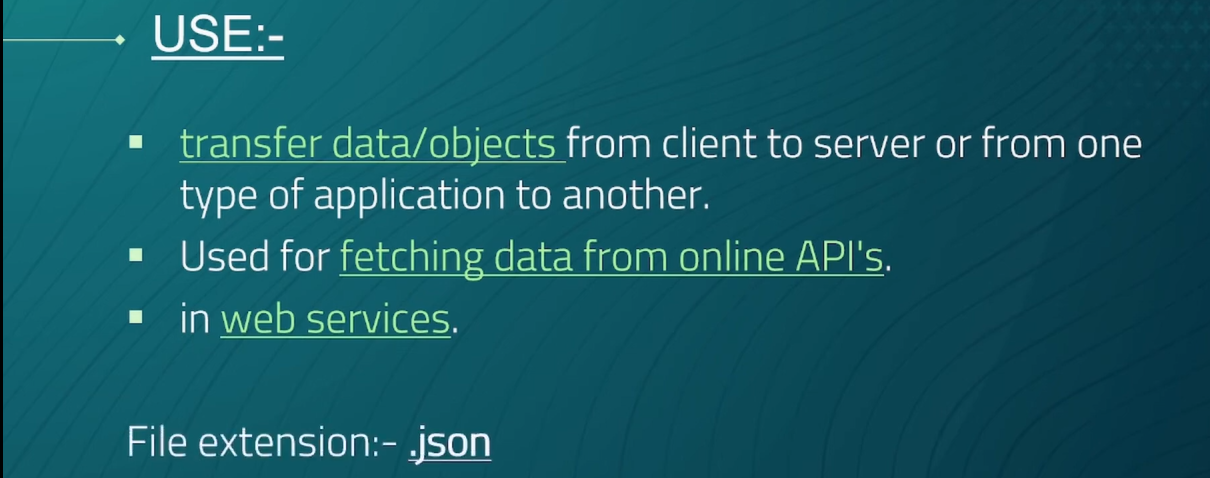 USE:-
transfer data/objects from client to server or from one
type of application to another.
Used for fetching data from online API's.
in web services.
File extension:- .json